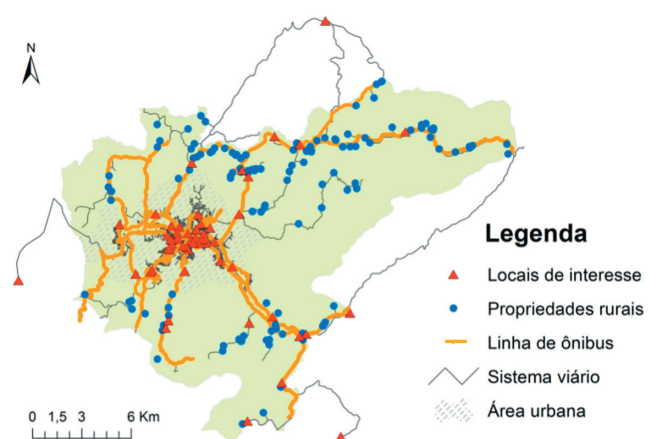 N
Legenda
Locais de interesse
Propriedades rurais
Linha de ônibus
Sistema viário
Área urbana
0 1,5 3 6 Km